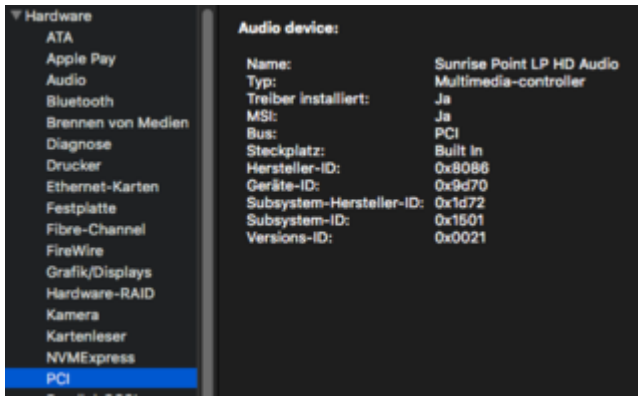 Hardware
ATA
Apple Pay
Audio
Bluetooth
Brennen von Medien
Diagnose
Drucker
Ethernet-Karten
Festplatte
Fibre-Channel
FireWire
Grafik/Displays
Hardware-RAID
Kamera
Kartenleser
NVMExpress
PCI
Audio device:
Name: Sunrise Point LP HD Audio
Typ: Multimedia-controller
Treiber installiert: Ja
MSI: Ja
Bus: PCI
Steckplatz: Built In
Hersteller-ID: 0x8086
Geräte-ID: 0x9d70
Subsystem-Hersteller-ID: 0x1d72
Subsystem-ID: 0x1501
Versions-ID: 0x0021